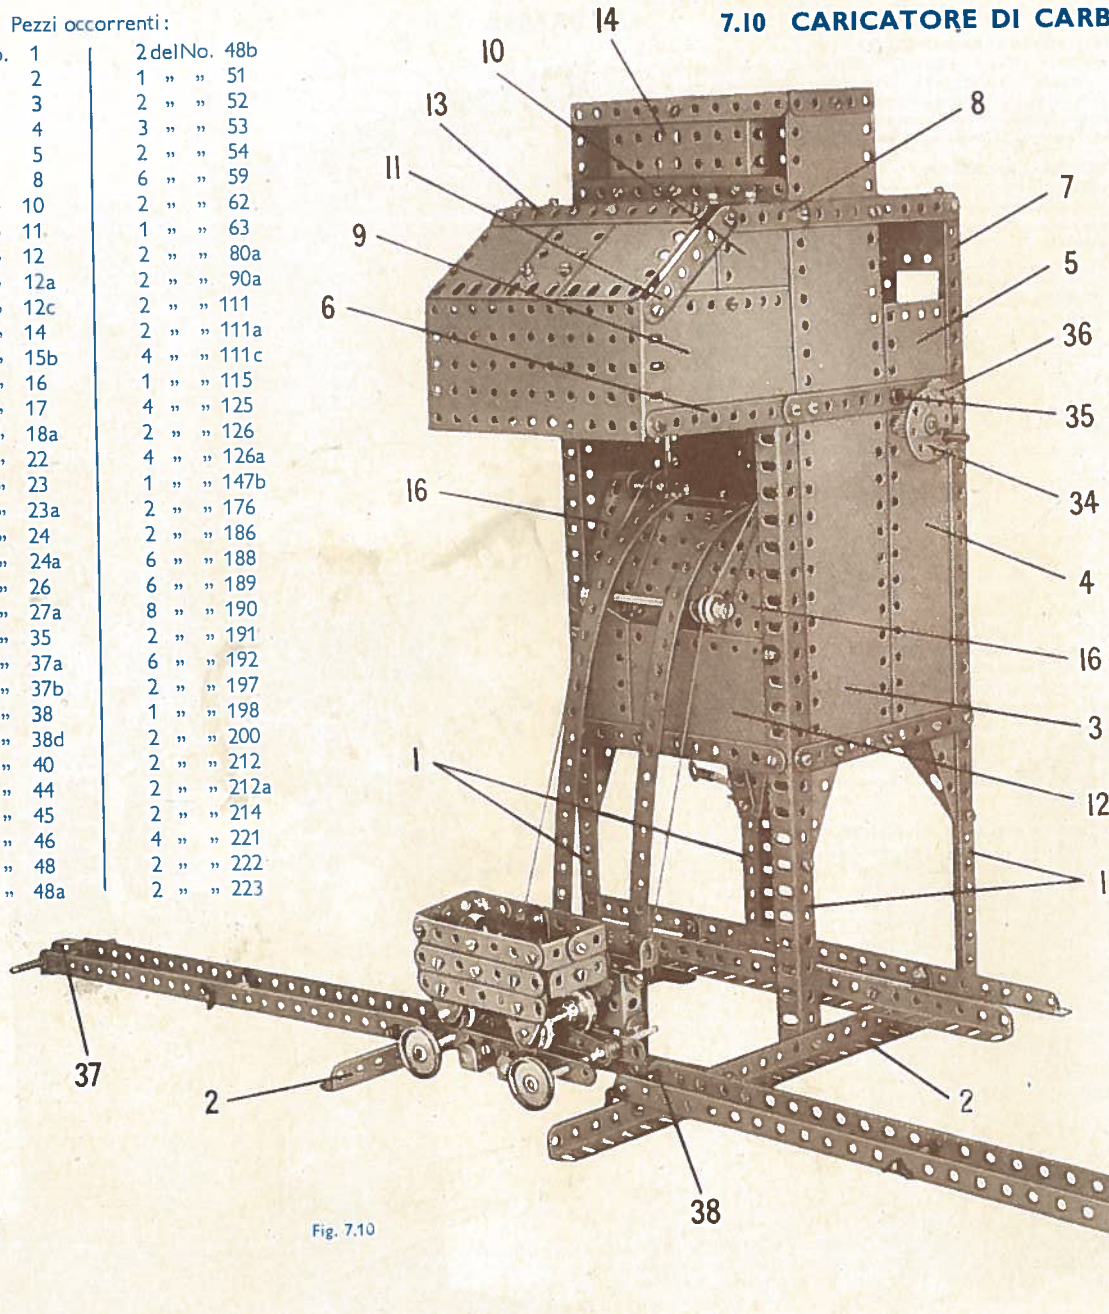 Pezzi occorrenti:
7.10 CARICATORE DI CARB
o. 1
2
3
4
5
8
10
11
12
" 12a
" 12c
" 14
" 15b
" 16
" 17
" 18a
" 22
" 23
" 23a
" 24
" 24a
" 26
" 27a
" 35
" 37a
" 37b
" 38
" 38d
" 40
" 44
" 45
" 46
" 48
" 48a
2 del No. 48b
1 " " 51
2 " " 52
3 " " 53
2 " " 54
6 " " 59
2 " " 62
1 " " 63
2 " " 80a
2 " " 90a
2 " " 111
2 " " 111a
4 " " 111c
1 " " 115
4 " " 125
2 " " 126
4 " " 126a
1 " " 147b
2 " " 176
2 " " 186
6 " " 188
6 " " 189
8 " " 190
2 " " 191
6 " " 192
2 " " 197
1 " " 198
2 " " 200
2 " " 212
2 " " 212a
2 " " 214
4 " " 221
2 " " 222
2 " " 223
14
10
13
8
11
7
9
5
6
36
35
16
34
4
16
3
1
12
1
37
2
2
38
Fig. 7.10